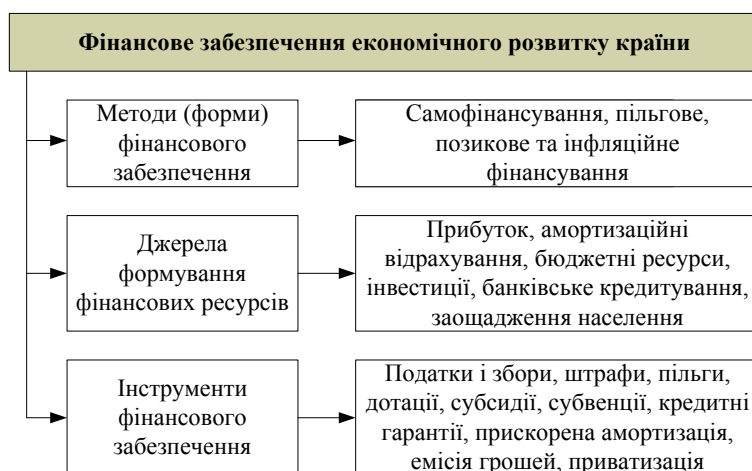 Фінансове забезпечення економічного розвитку країни
Методи (форми)
фінансового
забезпечення
Самофінансування, пільгове,
позикове та інфляційне
фінансування
Джерела
формування
фінансових ресурсів
Прибуток, амортизаційні
відрахування, бюджетні ресурси,
інвестиції, банківське кредитування,
заощадження населення
Інструменти
фінансового
забезпечення
Податки і збори, штрафи, пільги,
дотації, субсидії, субвенції, кредитні
гарантії, прискорена амортизація,
емісія грошей, приватизація